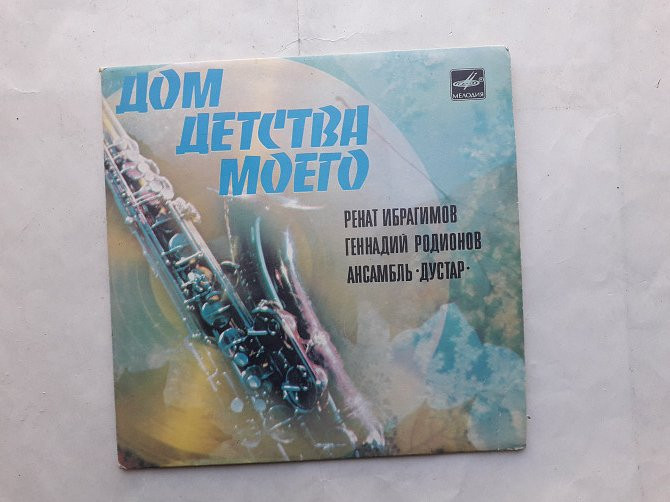 ДОМ
ДЕТСТВА
МОЕГО
МЕЛОДИЯ
РЕНАТ ИБРАГИМОВ
ГЕННАДИЙ РОДИОНОВ
АНСАМБЛЬ·ДУСТАР·